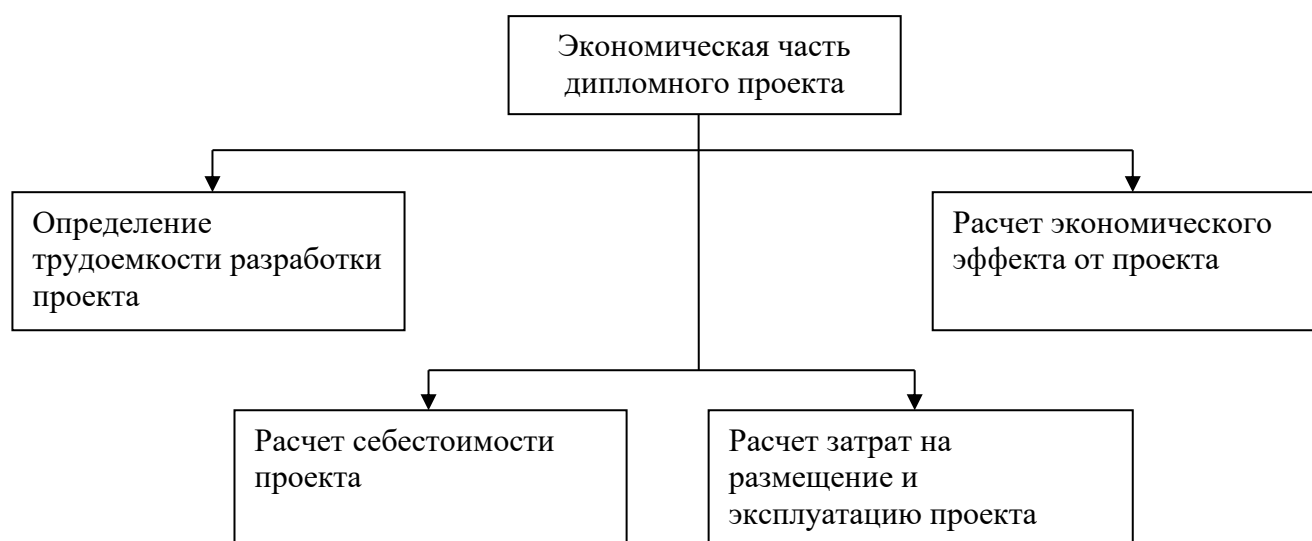 Экономическая часть
дипломного проекта
Определение
трудоемкости разработки
проекта
Расчет экономического
эффекта от проекта
Расчет себестоимости
проекта
Расчет затрат на
размещение и
эксплуатацию проекта